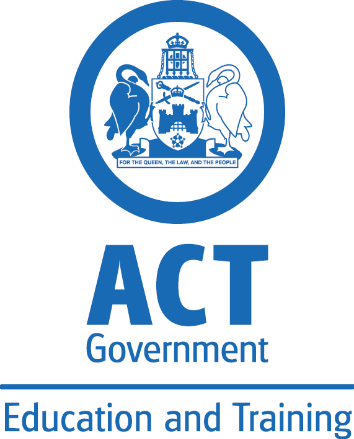 FOR THE QUEEN, THE LAW, AND THE PEOPLE
ACT
Government
Education and Training